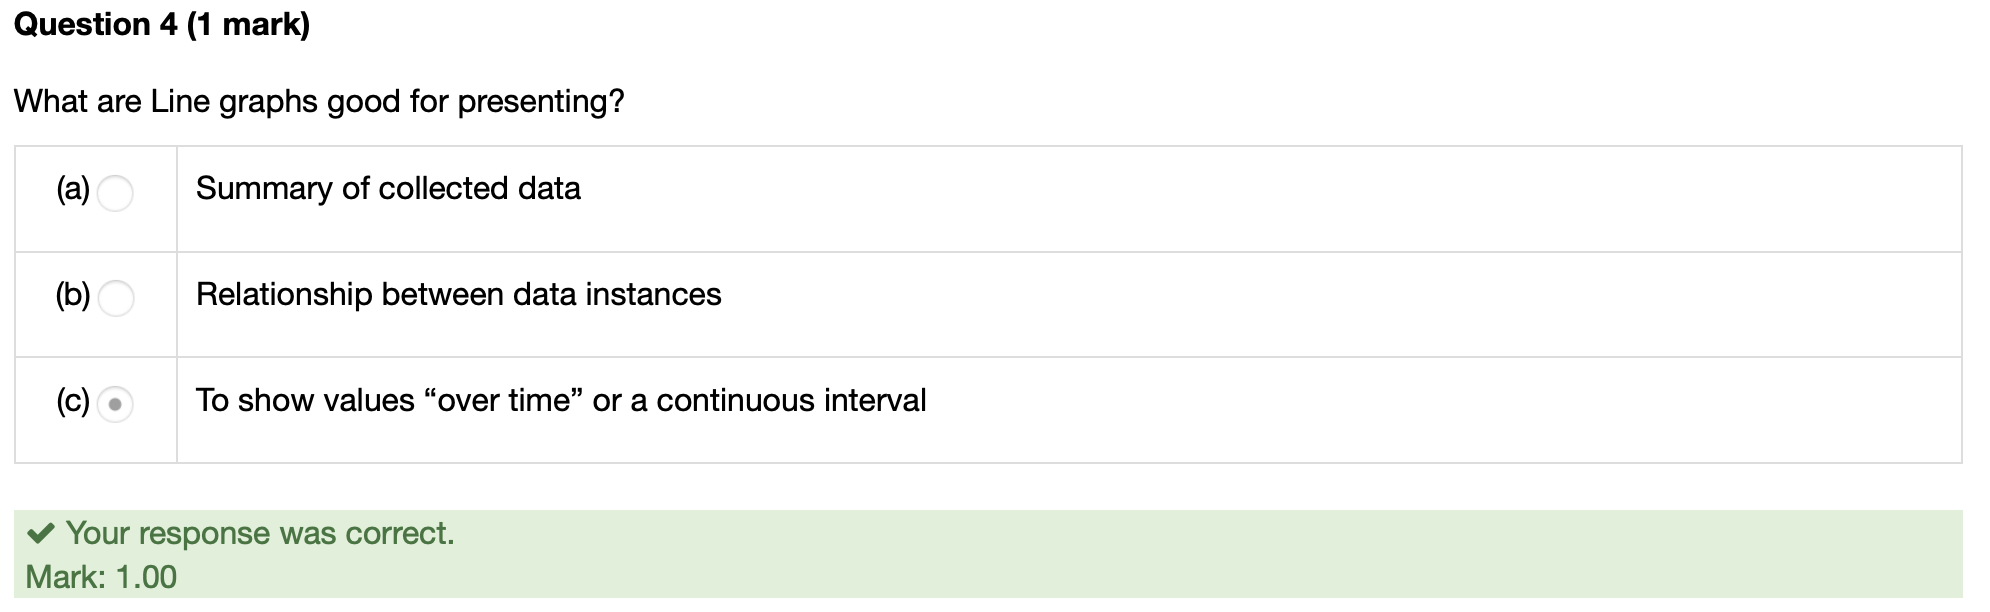 Question 4 (1 mark)
What are Line graphs good for presenting?
(a) Summary of collected data
(b) Relationship between data instances
(c) To show values “over time” or a continuous interval
✔ Your response was correct.
Mark: 1.00